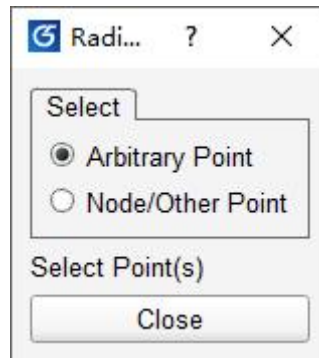 Radi... ?
Select
Arbitrary Point
Node/Other Point
Select Point(s)
Close